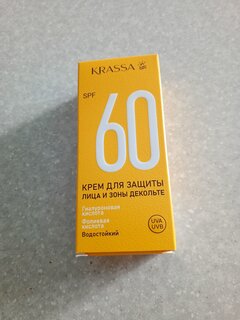 KRASSA
SPF
60
КРЕМ ДЛЯ ЗАЩИТЫ
ЛИЦА И ЗОНЫ ДЕКОЛЬТЕ
Гиалуроновая
кислота
Фолиевая
кислота
Водостойкий
UVA
UVB